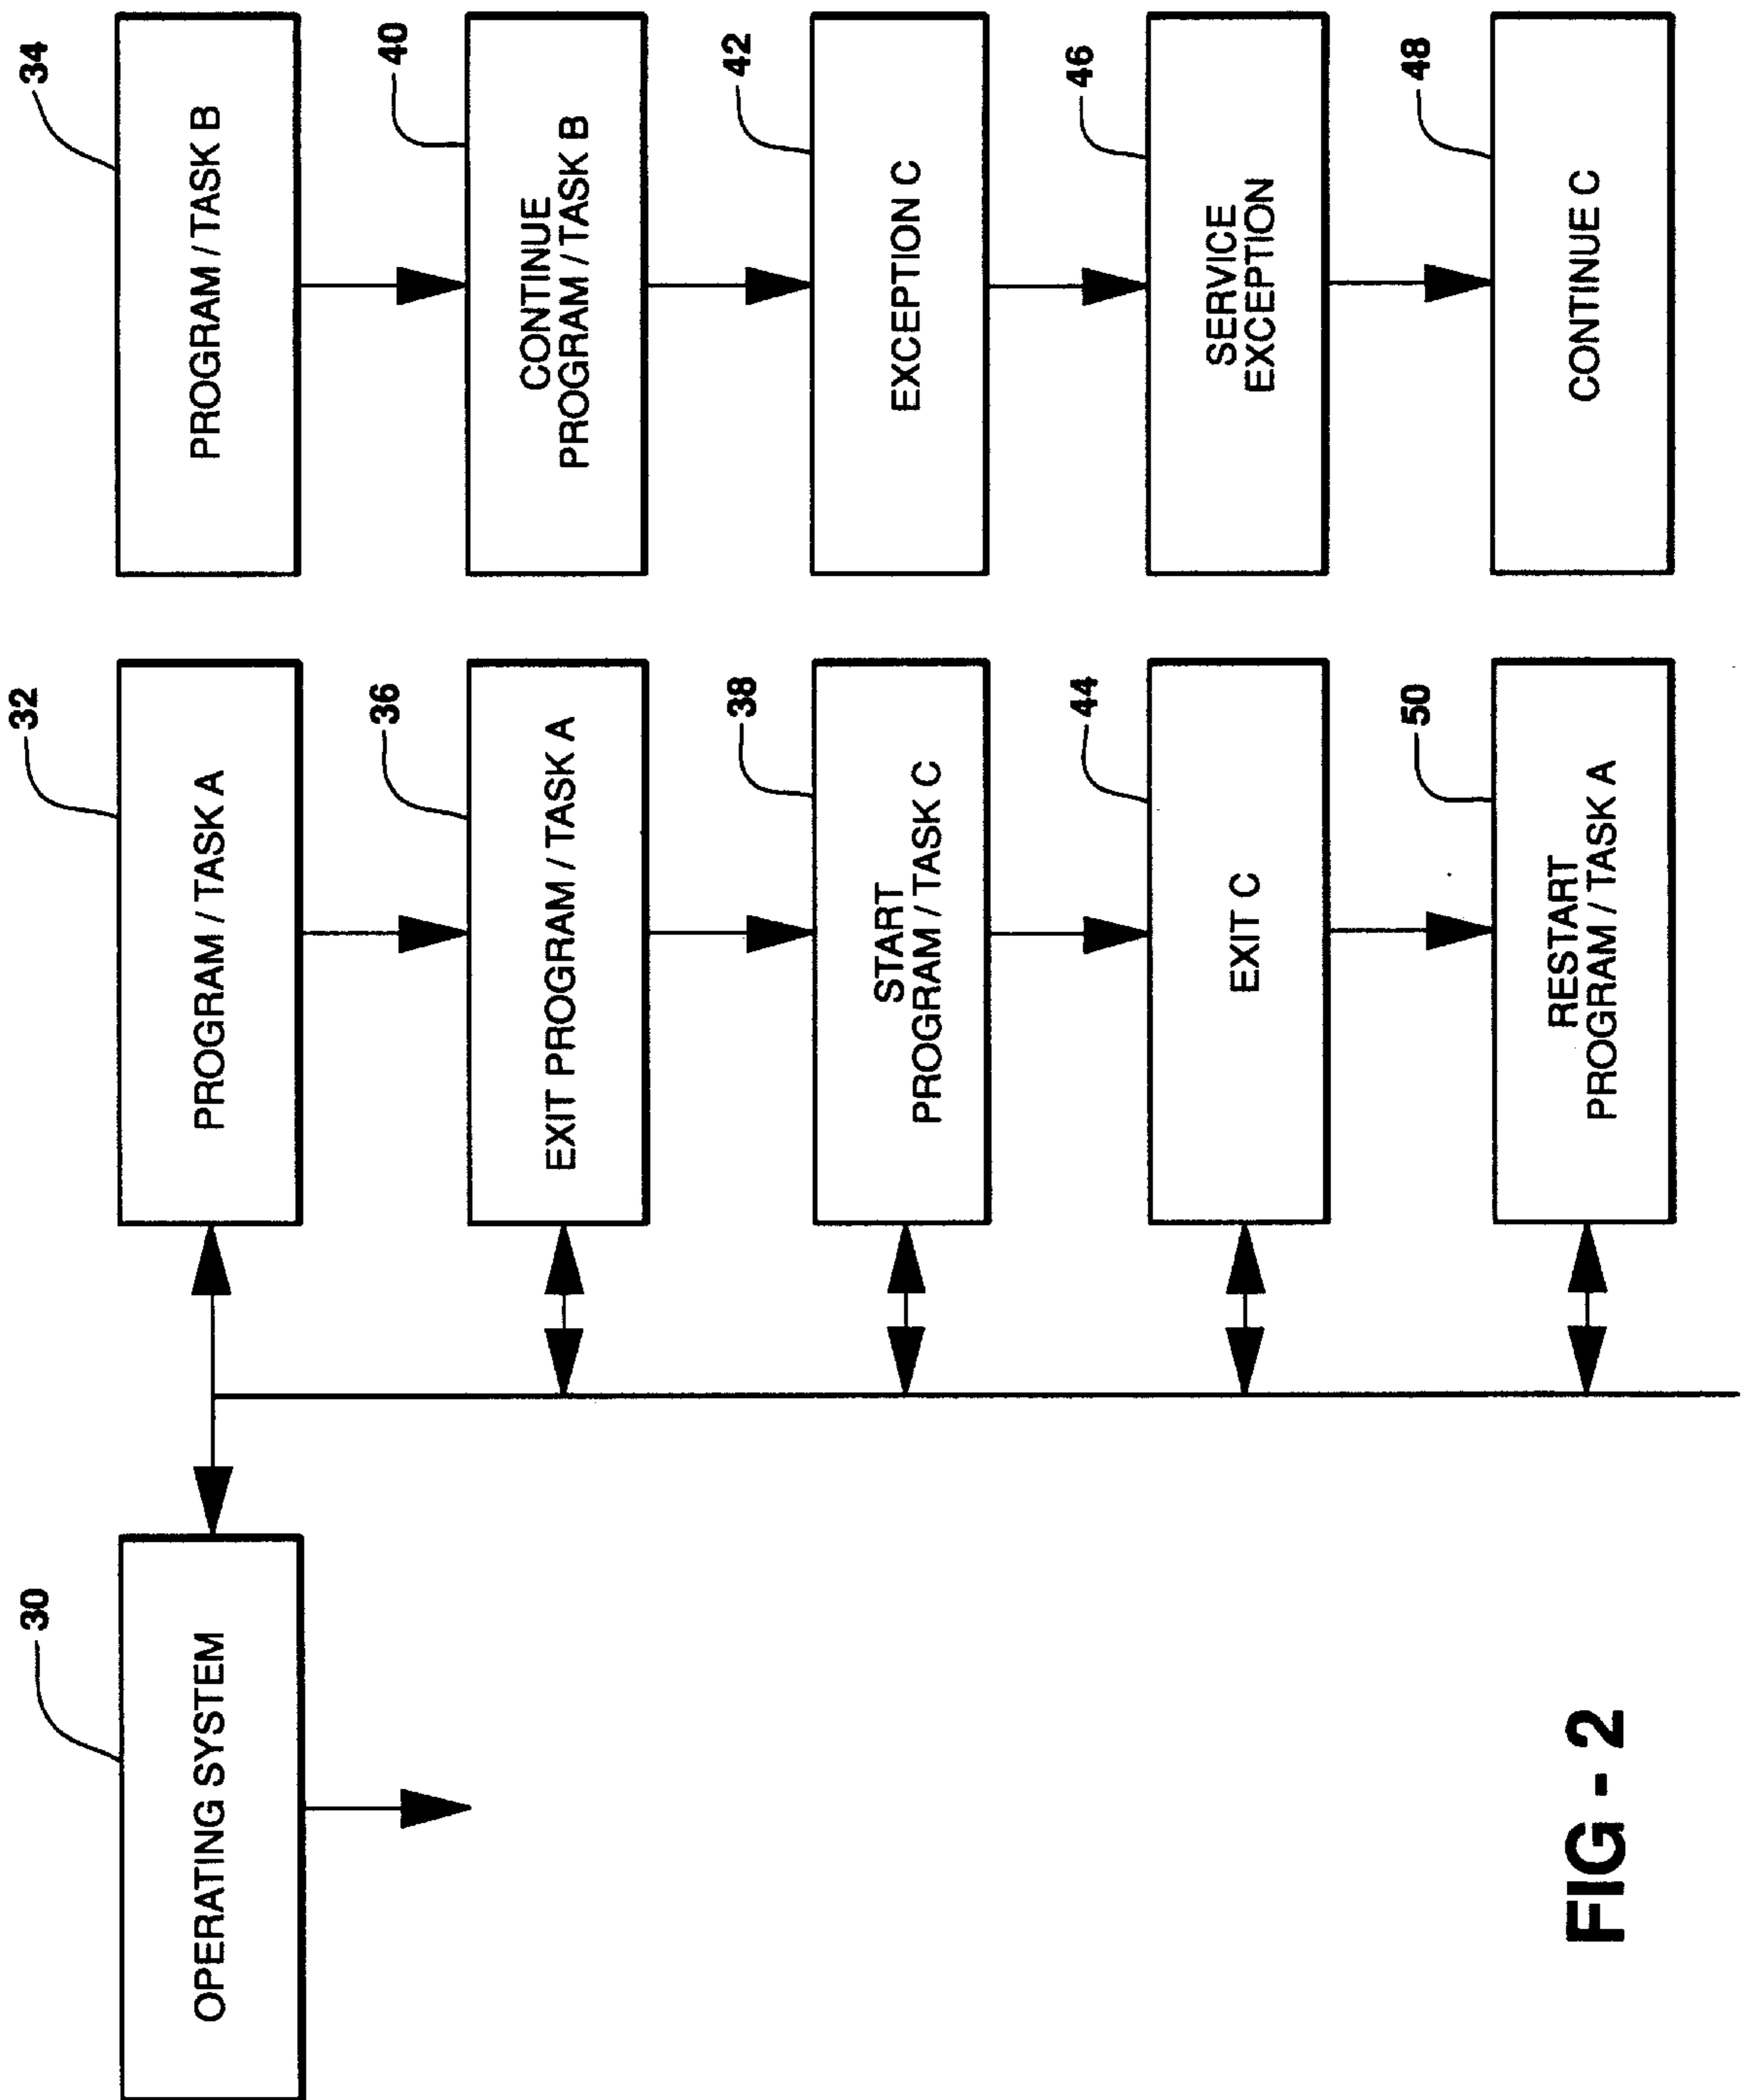 30
OPERATING SYSTEM
32
PROGRAM / TASK A
34
PROGRAM / TASK B
36
EXIT PROGRAM / TASK A
40
CONTINUE
PROGRAM / TASK B
38
START
PROGRAM / TASK C
42
EXCEPTION C
44
EXIT C
46
SERVICE
EXCEPTION
50
RESTART
PROGRAM / TASK A
48
CONTINUE C
FIG - 2